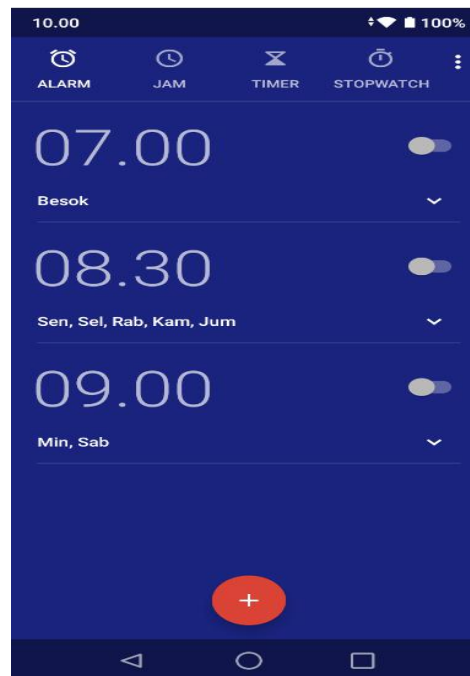 10.00 100%
ALARM JAM TIMER STOPWATCH
07.00
Besok
08.30
Sen, Sel, Rab, Kam, Jum
09.00
Min, Sab
+